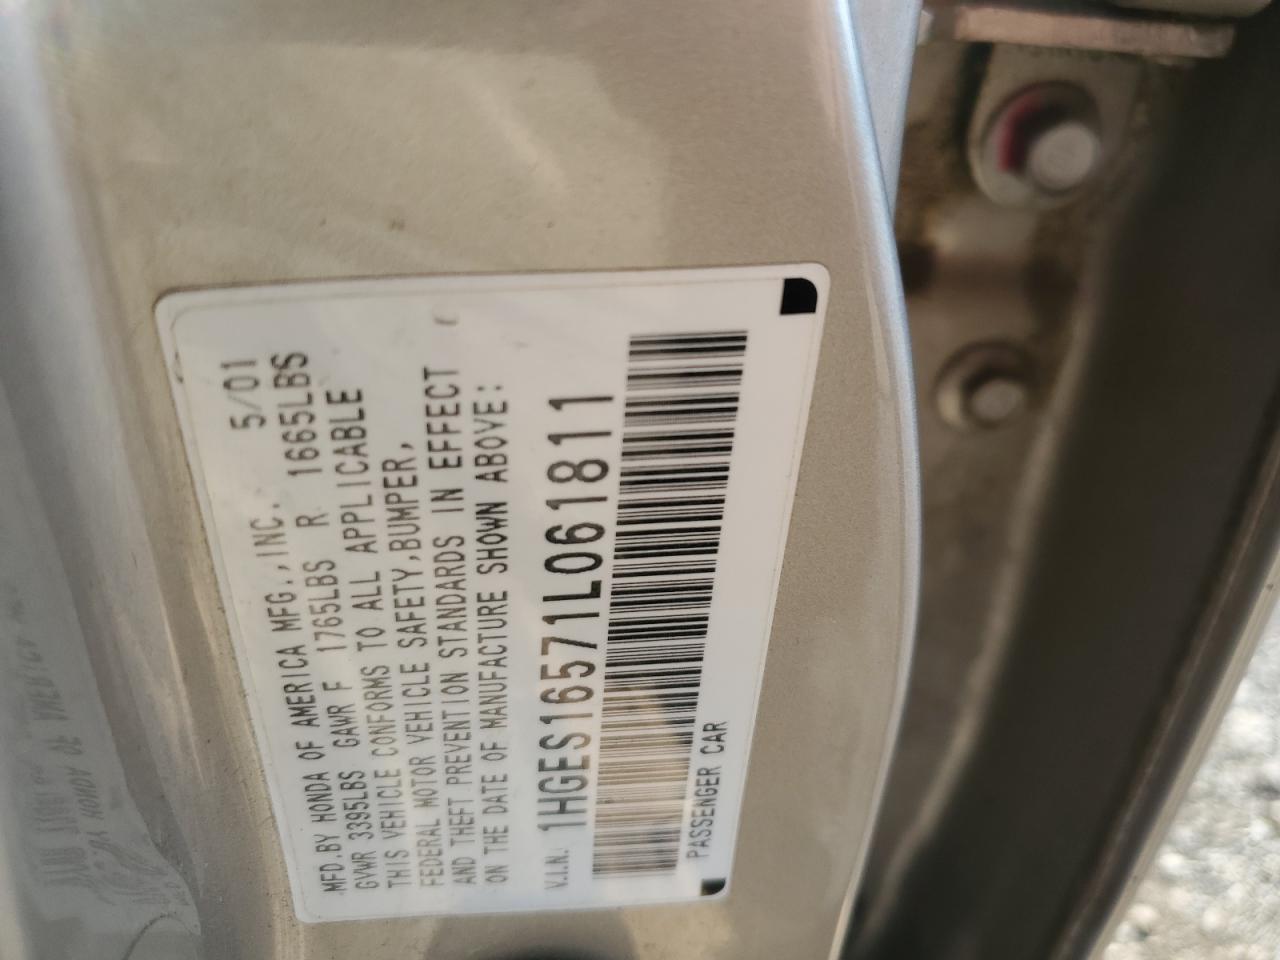 MFD.BY HONDA OF AMERICA MFG.,INC. 5/01
GVWR 3395LBS GAWR F 1765LBS R 1665LBS
THIS VEHICLE CONFORMS TO ALL APPLICABLE
FEDERAL MOTOR VEHICLE SAFETY,BUMPER,
AND THEFT PREVENTION STANDARDS IN EFFECT
ON THE DATE OF MANUFACTURE SHOWN ABOVE:
V.I.N. 1HGES16571L061811
PASSENGER CAR